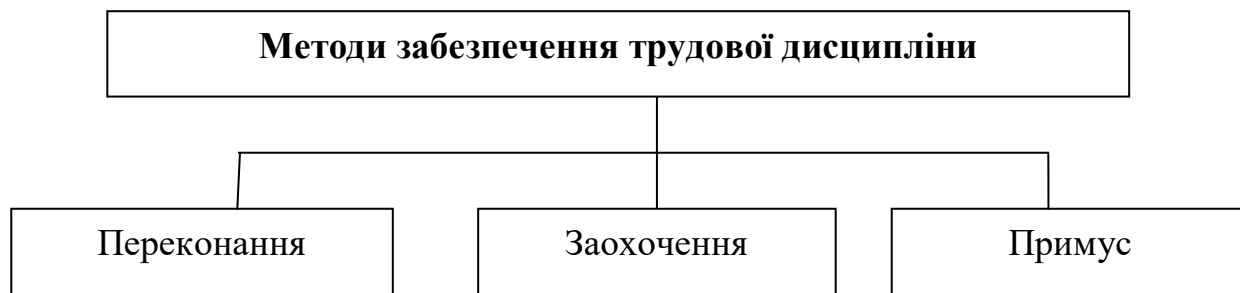 Методи забезпечення трудової дисципліни
Переконання
Заохочення
Примус